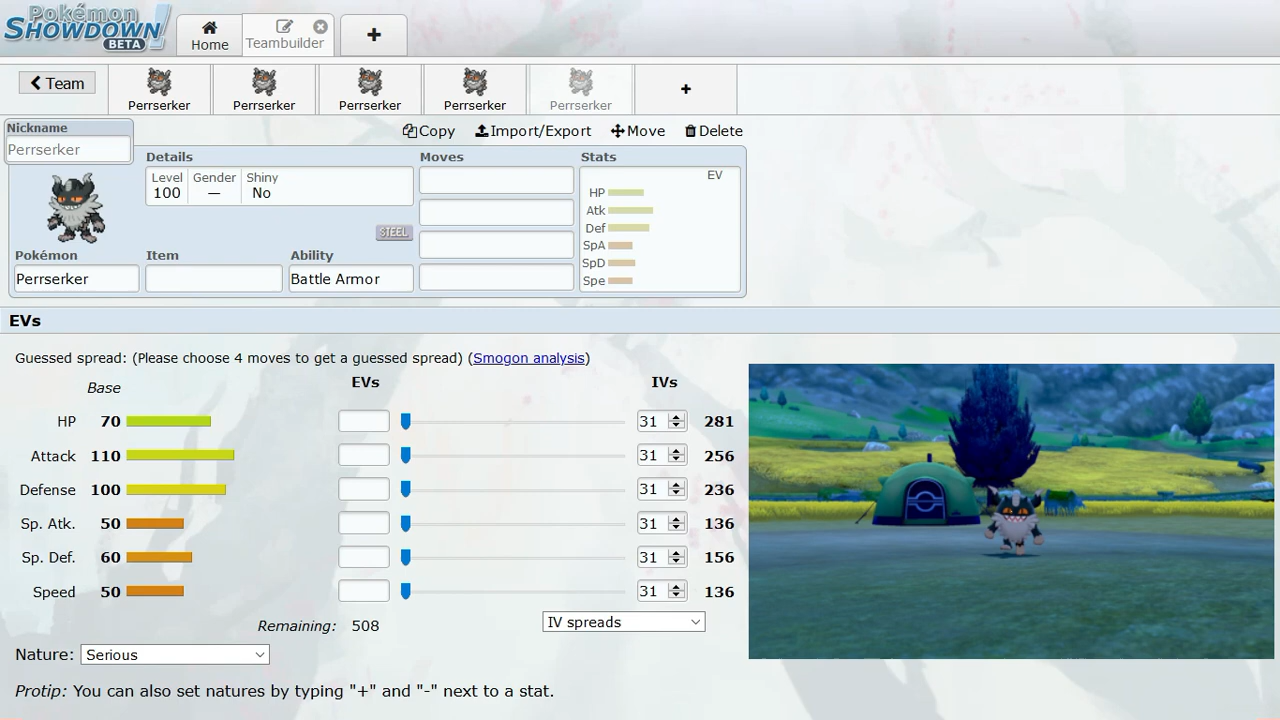 Pokémon
SHOWDOWN!
BETA
Home
Teambuilder
+
Team
Perrserker
Perrserker
Perrserker
Perrserker
Perrserker
+
Copy
Import/Export
Move
Delete
Nickname
Perrserker
Details
Level
100
Gender
—
Shiny
No
STEEL
Pokémon
Perrserker
Item
Ability
Battle Armor
Moves
Stats
EV
HP
Atk
Def
SpA
SpD
Spe
EVs
Guessed spread: (Please choose 4 moves to get a guessed spread) (Smogon analysis)
Base EVs IVs
HP 70 31 281
Attack 110 31 256
Defense 100 31 236
Sp. Atk. 50 31 136
Sp. Def. 60 31 156
Speed 50 31 136
Remaining: 508
IV spreads
Nature: Serious
Protip: You can also set natures by typing "+" and "-" next to a stat.